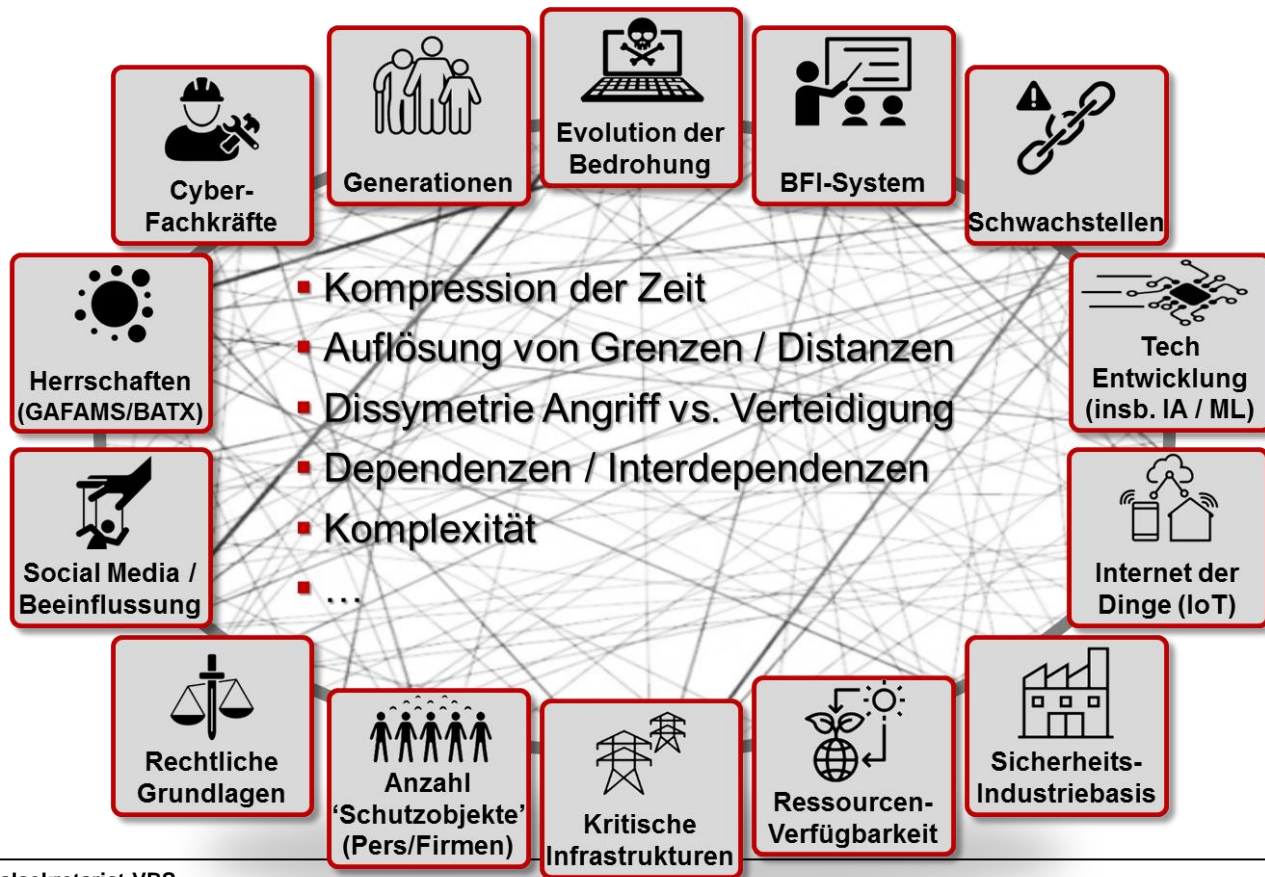 Evolution der
Bedrohung
Generationen
BFI-System
Cyber-
Fachkräfte
Schwachstellen
Herrschaften
(GAFAMS/BATX)
Tech
Entwicklung
(insb. IA / ML)
▪ Kompression der Zeit
▪ Auflösung von Grenzen / Distanzen
▪ Dissymetrie Angriff vs. Verteidigung
▪ Dependenzen / Interdependenzen
▪ Komplexität
▪ …
Social Media /
Beeinflussung
Internet der
Dinge (IoT)
Rechtliche
Grundlagen
Anzahl
‘Schutzobjekte’
(Pers/Firmen)
Kritische
Infrastrukturen
Ressourcen-
Verfügbarkeit
Sicherheits-
Industriebasis